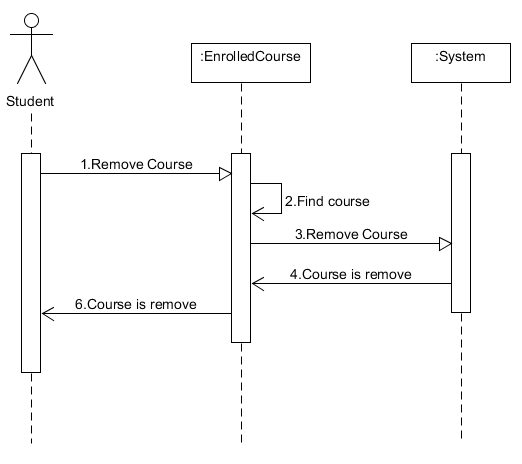 :EnrolledCourse
:System
Student
1.Remove Course
2.Find course
3.Remove Course
4.Course is remove
6.Course is remove